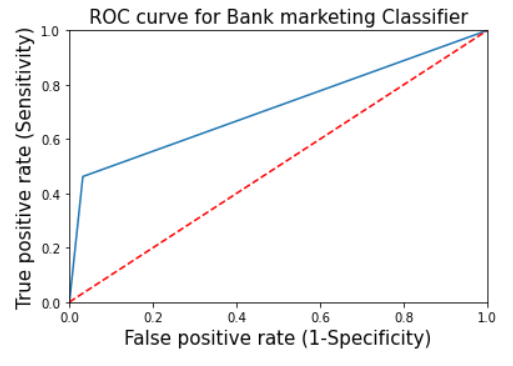 ROC curve for Bank marketing Classifier
1.0
0.8
0.6
0.4
0.2
0.0
True positive rate (Sensitivity)
0.0 0.2 0.4 0.6 0.8 1.0
False positive rate (1-Specificity)